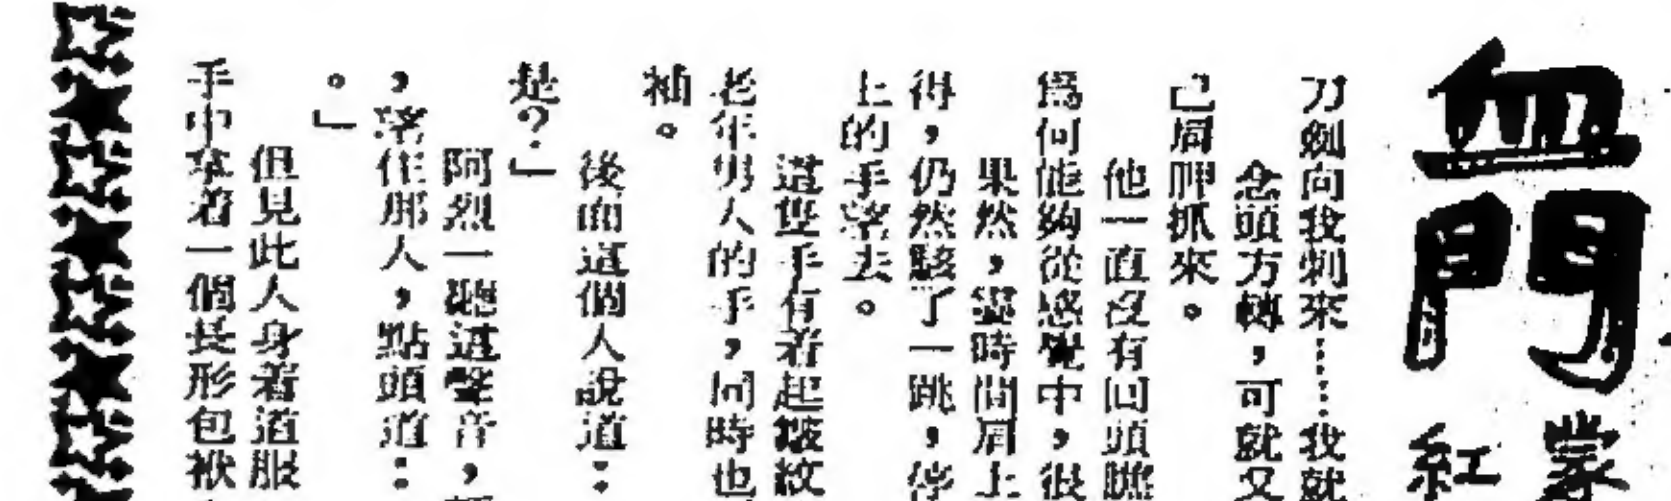 血門
紅裳
刀劍向我刺來……我就
念頭方轉，可就又
己肩胛抓來。
他一直沒有回頭瞧
爲何能夠從感覺中，很
果然，霎時間肩上
得，仍然駭了一跳，
上的手望去。
這隻手有着起皺紋
老年男人的手，同時也
袖。
後面這個人說道：
是？」
阿烈一聽這聲音，
，望住那人，點頭道：
。」
但見此人身着道服
手中拿着一個長形包袱